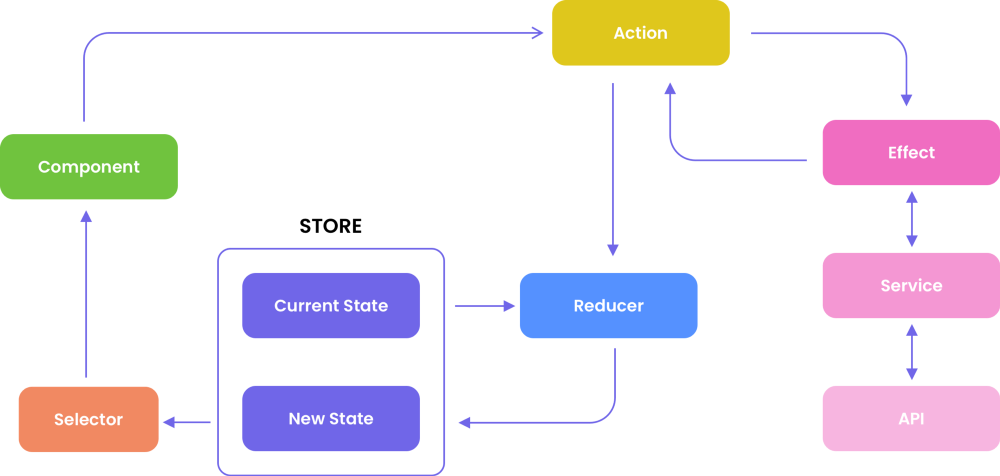 Action
Component
Effect
STORE
Current State
Reducer
Service
Selector
New State
API